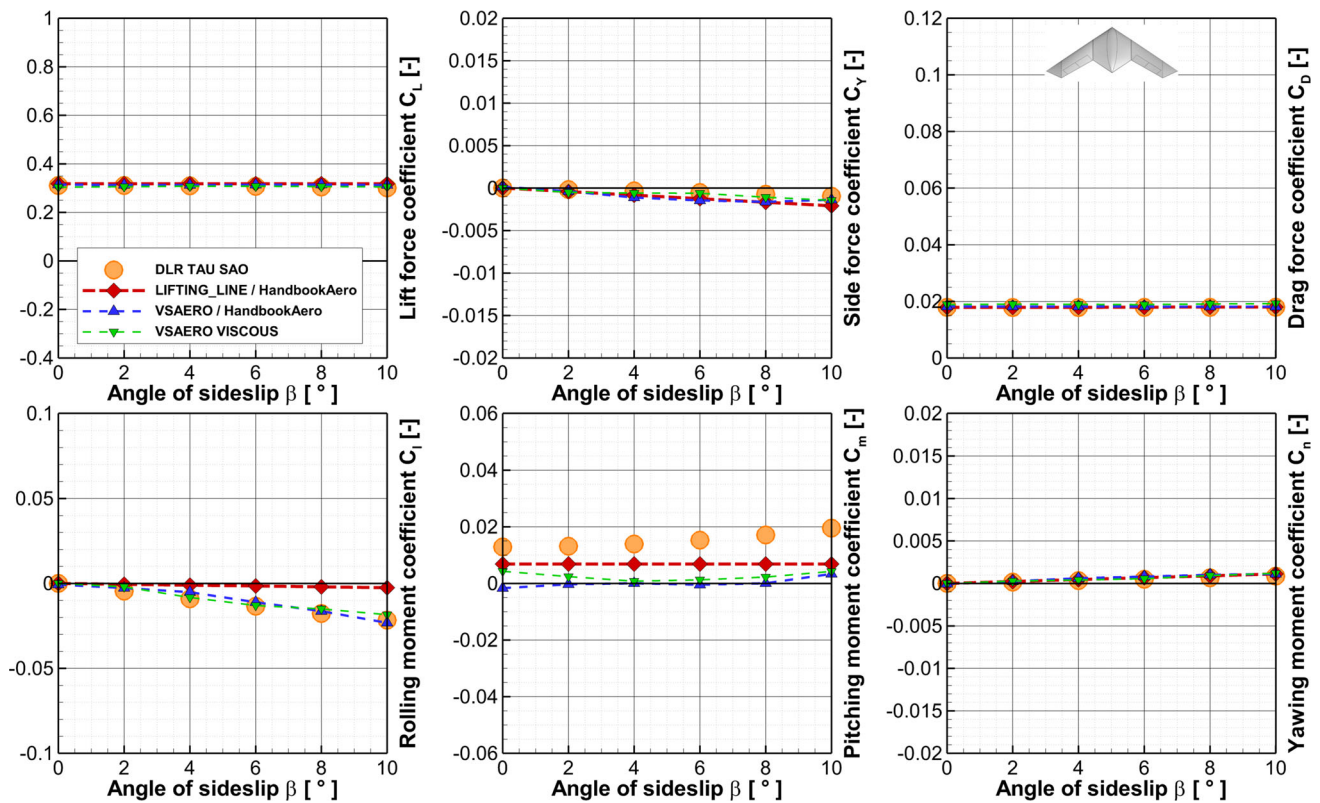 1
0.8
0.6
0.4
0.2
0
-0.2
-0.4
0 2 4 6 8 10
Angle of sideslip β [ ° ]
Lift force coefficient C_L [-]
DLR TAU SAO
LIFTING_LINE / HandbookAero
VSAERO / HandbookAero
VSAERO VISCOUS
0.02
0.015
0.01
0.005
0
-0.005
-0.01
-0.015
-0.02
0 2 4 6 8 10
Angle of sideslip β [ ° ]
Side force coefficient C_Y [-]
0.12
0.1
0.08
0.06
0.04
0.02
0
0 2 4 6 8 10
Angle of sideslip β [ ° ]
Drag force coefficient C_D [-]
0.1
0.05
0
-0.05
-0.1
0 2 4 6 8 10
Angle of sideslip β [ ° ]
Rolling moment coefficient C_l [-]
0.06
0.04
0.02
0
-0.02
-0.04
-0.06
0 2 4 6 8 10
Angle of sideslip β [ ° ]
Pitching moment coefficient C_m [-]
0.02
0.015
0.01
0.005
0
-0.005
-0.01
-0.015
-0.02
0 2 4 6 8 10
Angle of sideslip β [ ° ]
Yawing moment coefficient C_n [-]